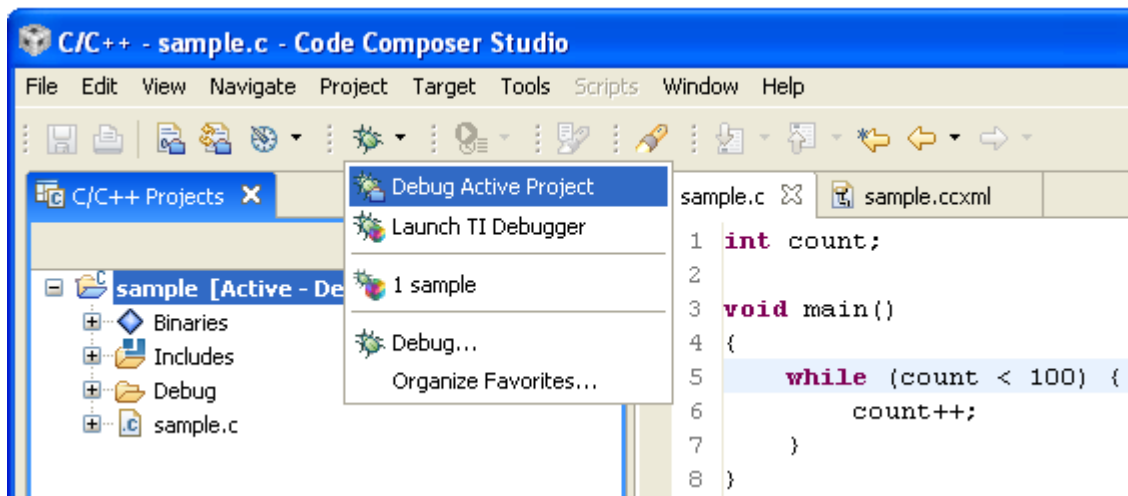 C/C++ - sample.c - Code Composer Studio
File Edit View Navigate Project Target Tools Scripts Window Help
C/C++ Projects
Debug Active Project
Launch TI Debugger
1 sample
Debug...
Organize Favorites...
sample [Active - De
Binaries
Includes
Debug
sample.c
sample.c sample.ccxml
1 int count;
2
3 void main()
4 {
5 while (count < 100) {
6 count++;
7 }
8 }